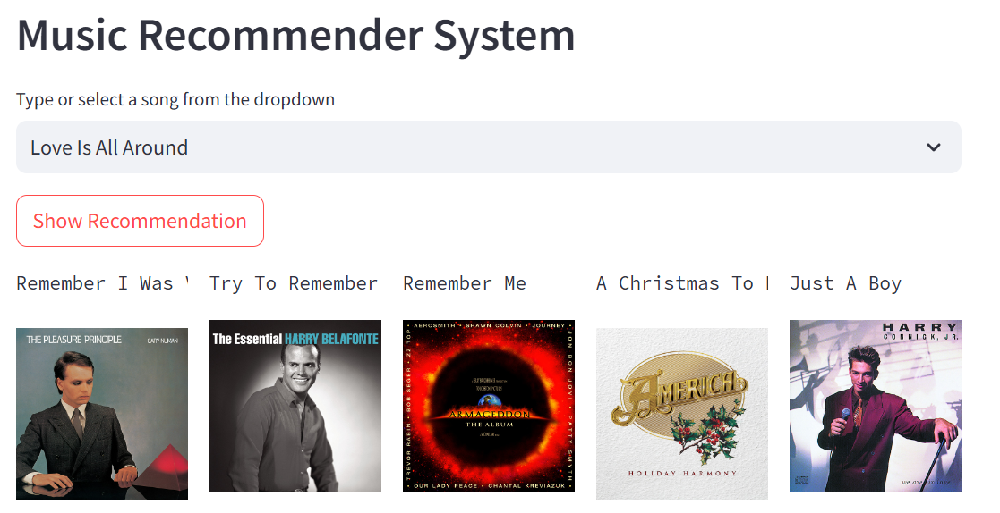 Music Recommender System
Type or select a song from the dropdown
Love Is All Around
Show Recommendation
Remember I Was
Try To Remember
Remember Me
A Christmas To
Just A Boy
THE PLEASURE PRINCIPLE
GARY NUMAN
The Essential HARRY BELAFONTE
AEROSMITH • SHAWN COLVIN • JOURNEY •
JON BON JOVI • PATTY SMYTH
TREVOR RABIN • BOB SEGER • ZZ TOP •
ARMAGEDDON
THE ALBUM
• OUR LADY PEACE • CHANTAL KREVIAZUK •
AMERICA
HOLIDAY HARMONY
HARRY
CONNICK, JR.
we are in love